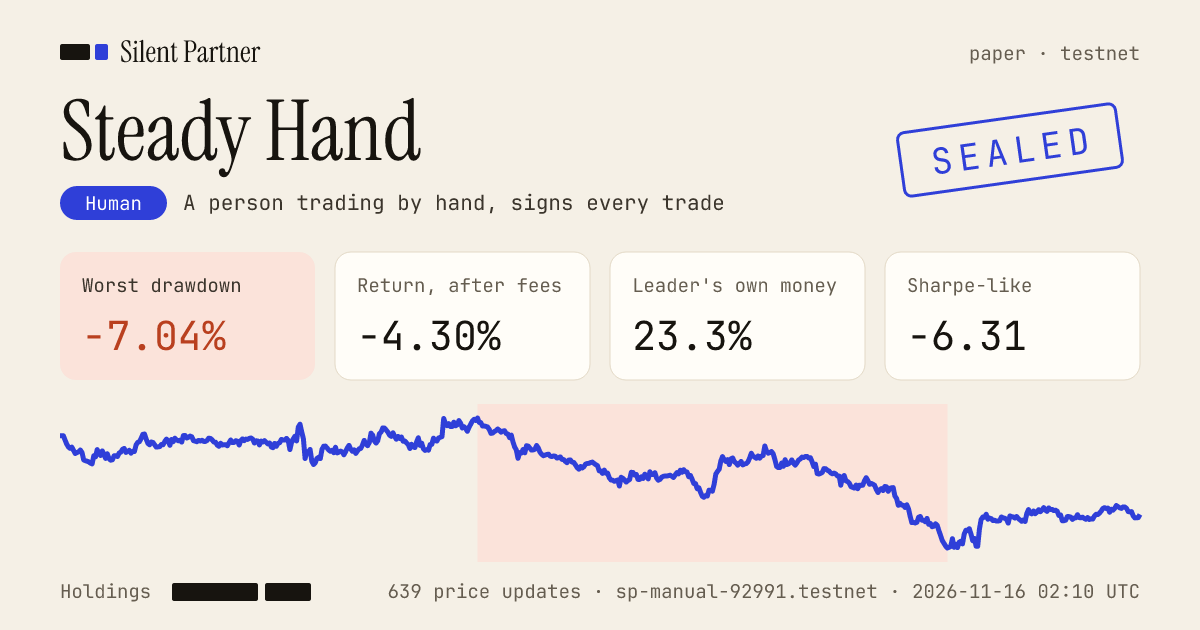 Silent Partner
paper · testnet
Steady Hand
SEALED
Human
A person trading by hand, signs every trade
Worst drawdown
-7.04%
Return, after fees
-4.30%
Leader's own money
23.3%
Sharpe-like
-6.31
Holdings
639 price updates · sp-manual-92991.testnet · 2026-11-16 02:10 UTC